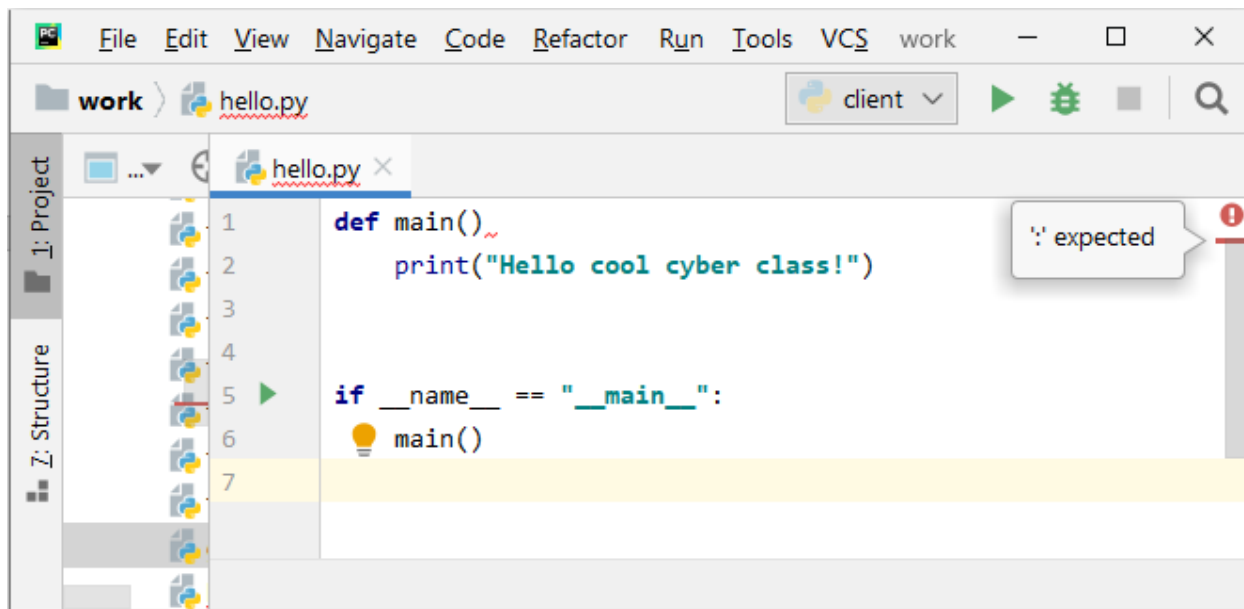 PC File Edit View Navigate Code Refactor Run Tools VCS work
work hello.py client
1: Project
... hello.py
1 def main()
':' expected
2 print("Hello cool cyber class!")
3
4
5 if __name__ == "__main__":
6 main()
7
7: Structure